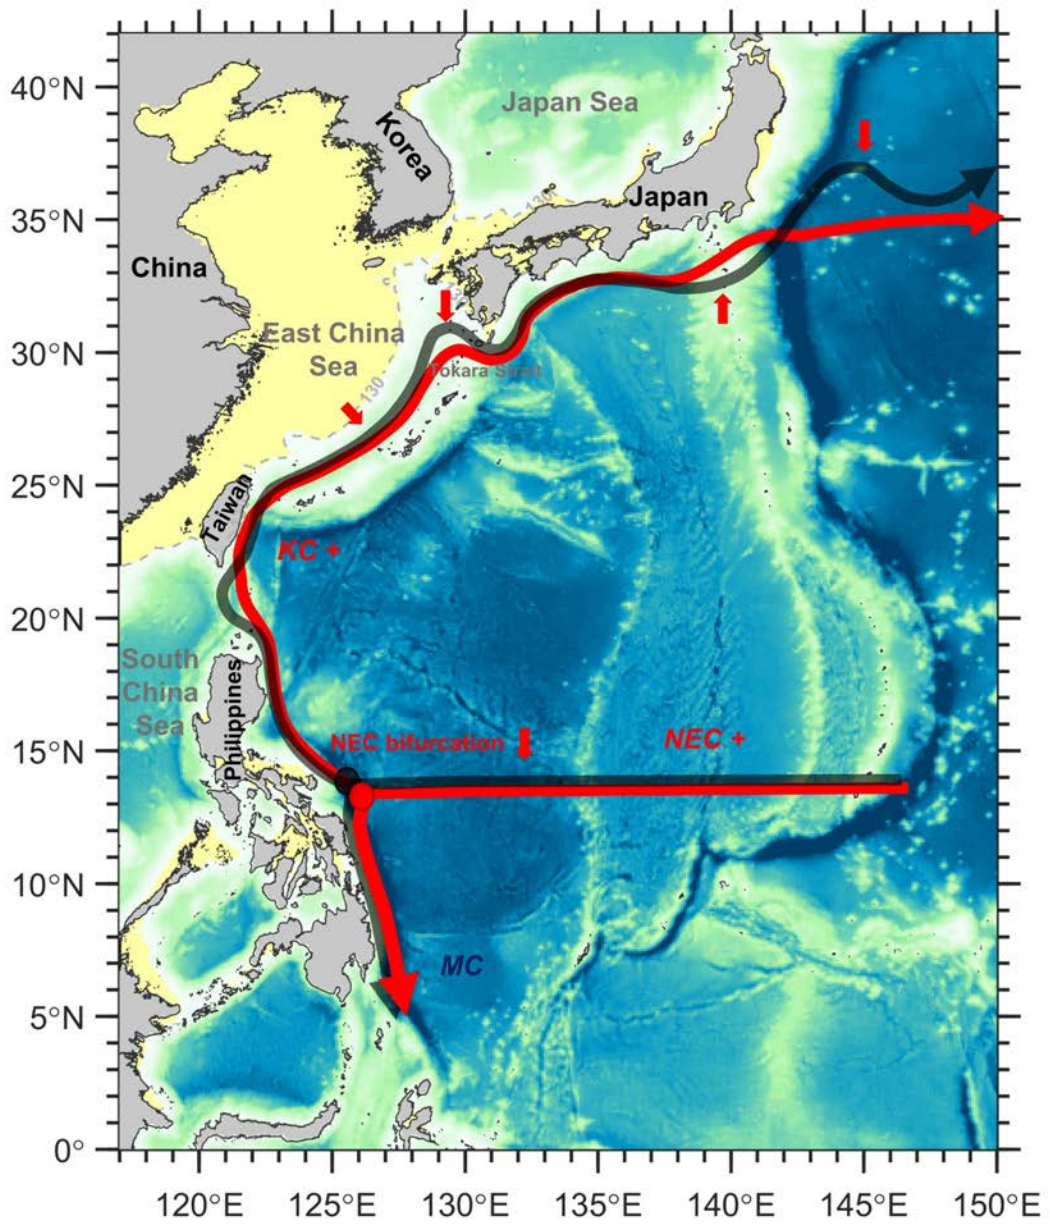 40°N
Japan Sea
Korea
Japan
130
35°N
China
East China
Sea
30°N
Tokara Strait
-130
25°N
Taiwan
KC +
20°N
South
China
Sea
Philippines
15°N
NEC bifurcation
NEC +
10°N
MC
5°N
0°
120°E
125°E
130°E
135°E
140°E
145°E
150°E